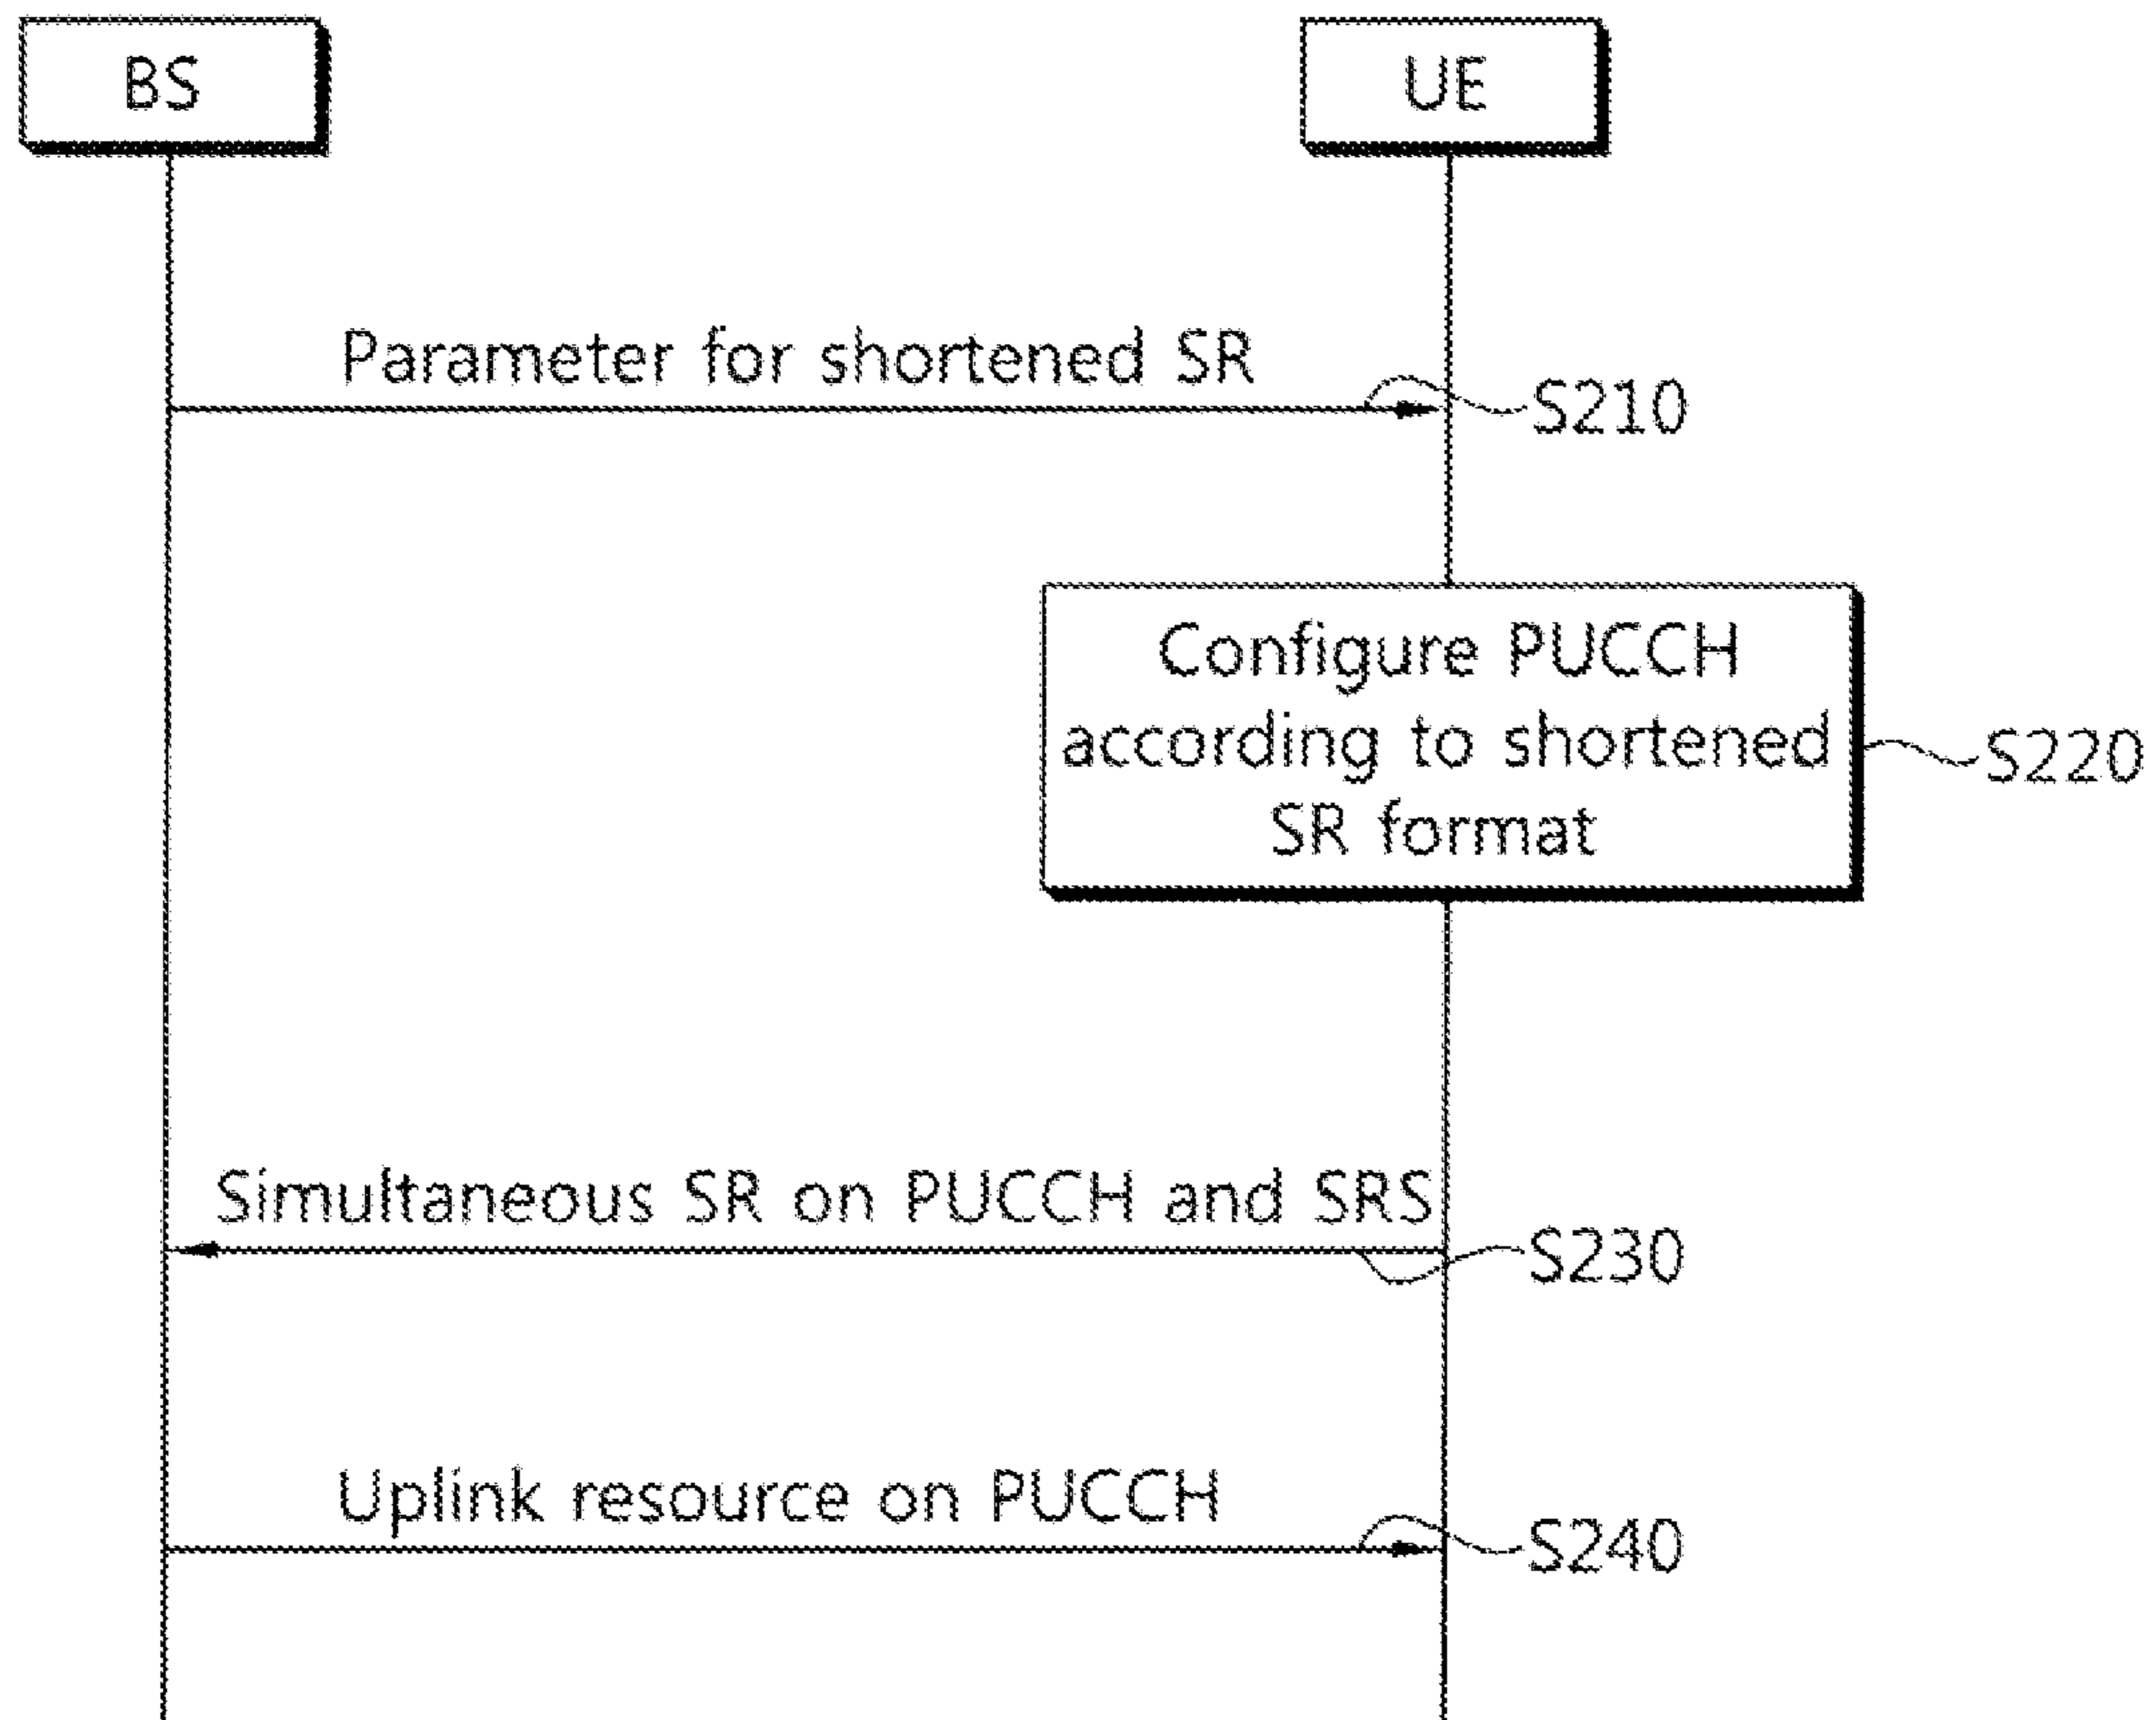 BS
UE
Parameter for shortened SR
S210
Configure PUCCH
according to shortened
SR format
S220
Simultaneous SR on PUCCH and SRS
S230
Uplink resource on PUCCH
S240